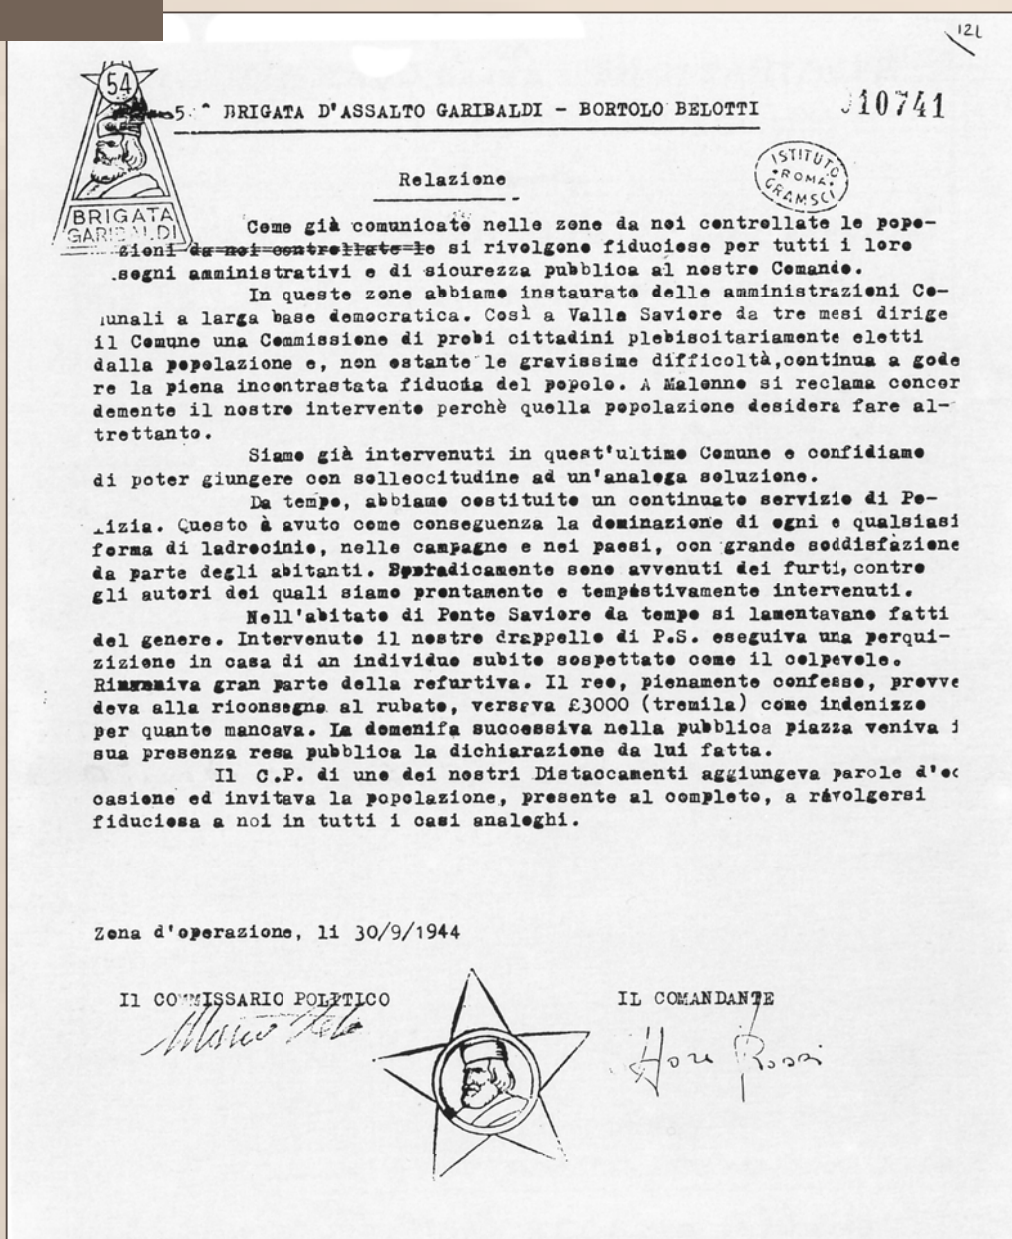 12L
54
5.ª BRIGATA D'ASSALTO GARIBALDI - BORTOLO BELOTTI
10741
Relazione
ISTITUTO
ROMA
GRAMSCI
BRIGATA
GARIBALDI
Come già comunicato nelle zone da noi controllate le popo-
zioni da noi controllate le si rivolgono fiduciose per tutti i loro
segni amministrativi e di sicurezza pubblica al nostro Comando.
In queste zone abbiamo instaurato delle amministrazioni Co-
unali a larga base democratica. Così a Valle Saviore da tre mesi dirige
il Comune una Commissione di probi cittadini plebiscitariamente eletti
dalla popolazione e, non ostante le gravissime difficoltà,continua a gode
re la piena incontrastata fiducia del popolo. A Malonno si reclama concor
demente il nostro intervento perchè quella popolazione desidera fare al-
trettanto.
Siamo già intervenuti in quest'ultimo Comune e confidiamo
di poter giungere con solleocitudine ad un'analoga soluzione.
Da tempo, abbiamo costituito un continuato servizio di Po-
izia. Questo à avuto come conseguenza la dominazione di ogni e qualsiasi
forma di ladrocinio, nelle campagne e nei paesi, con grande soddisfazione
da parte degli abitanti. Sporadicamente sono avvenuti dei furti,contro
gli autori dei quali siamo prontamente e tempestivamente intervenuti.
Nell'abitato di Ponte Saviore da tempo si lamentavano fatti
del genere. Intervenuto il nostro drappello di P.S. eseguiva una perqui-
zizione in casa di un individuo subito sospettato come il colpevole.
gran parte della refurtiva. Il reo, pienamente confesso, provve
deva alla riconsegna al rubato, versava £3000 (tremila) come indenizzo
per quanto mancava. La domenifa successiva nella pubblica piazza veniva i
sua presenza resa pubblica la dichiarazione da lui fatta.
Il C.P. di uno dei nostri Distaccamenti aggiungeva parole d'oc
casione ed invitava la popolazione, presente al completo, a rivolgersi
fiduciosa a noi in tutti i casi analoghi.
Zona d'operazione, li 30/9/1944
Il COMMISSARIO POLITICO
IL COMANDANTE
Rossi